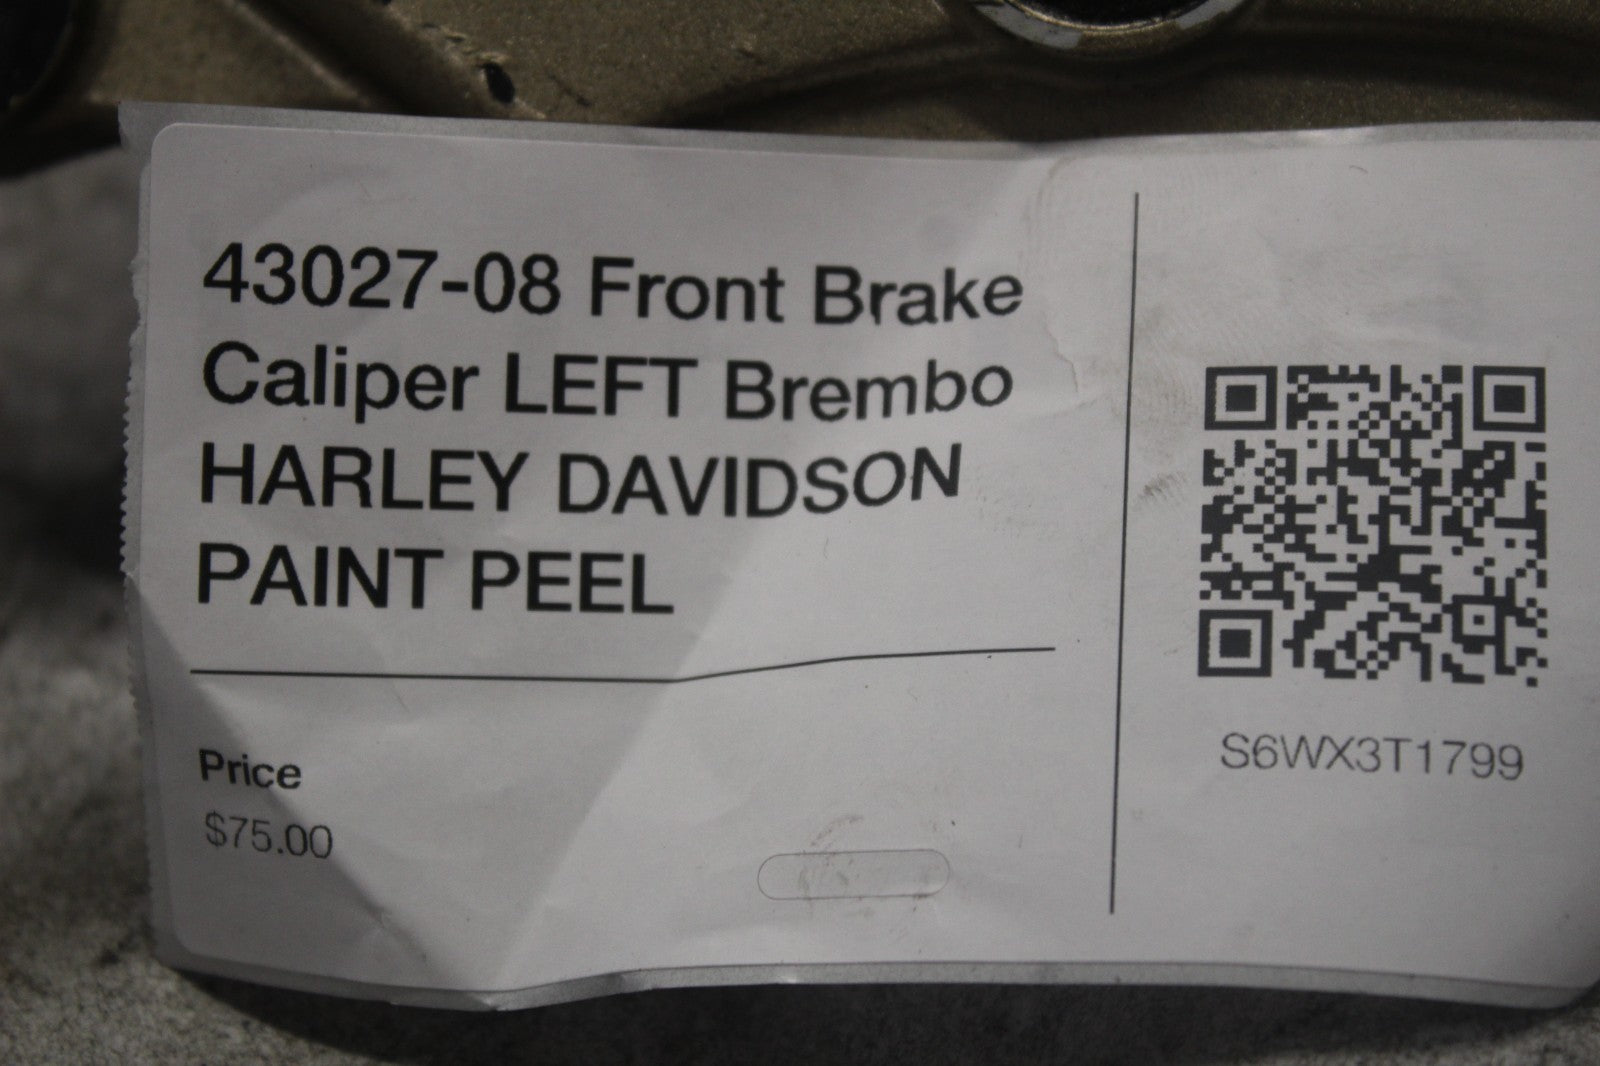 43027-08 Front Brake
Caliper LEFT Brembo
HARLEY DAVIDSON
PAINT PEEL
Price
$75.00
S6WX3T1799